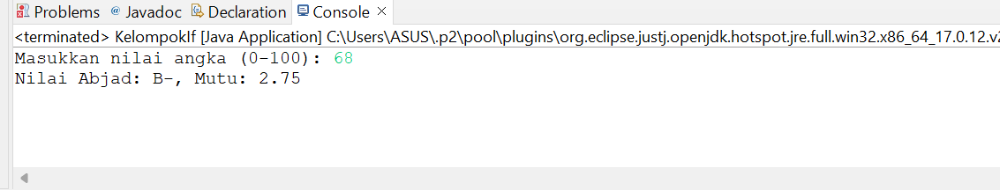 Problems @ Javadoc Declaration Console ×
<terminated> KelompokIf [Java Application] C:\Users\ASUS\.p2\pool\plugins\org.eclipse.justj.openjdk.hotspot.jre.full.win32.x86_64_17.0.12.v2
Masukkan nilai angka (0-100): 68
Nilai Abjad: B-, Mutu: 2.75